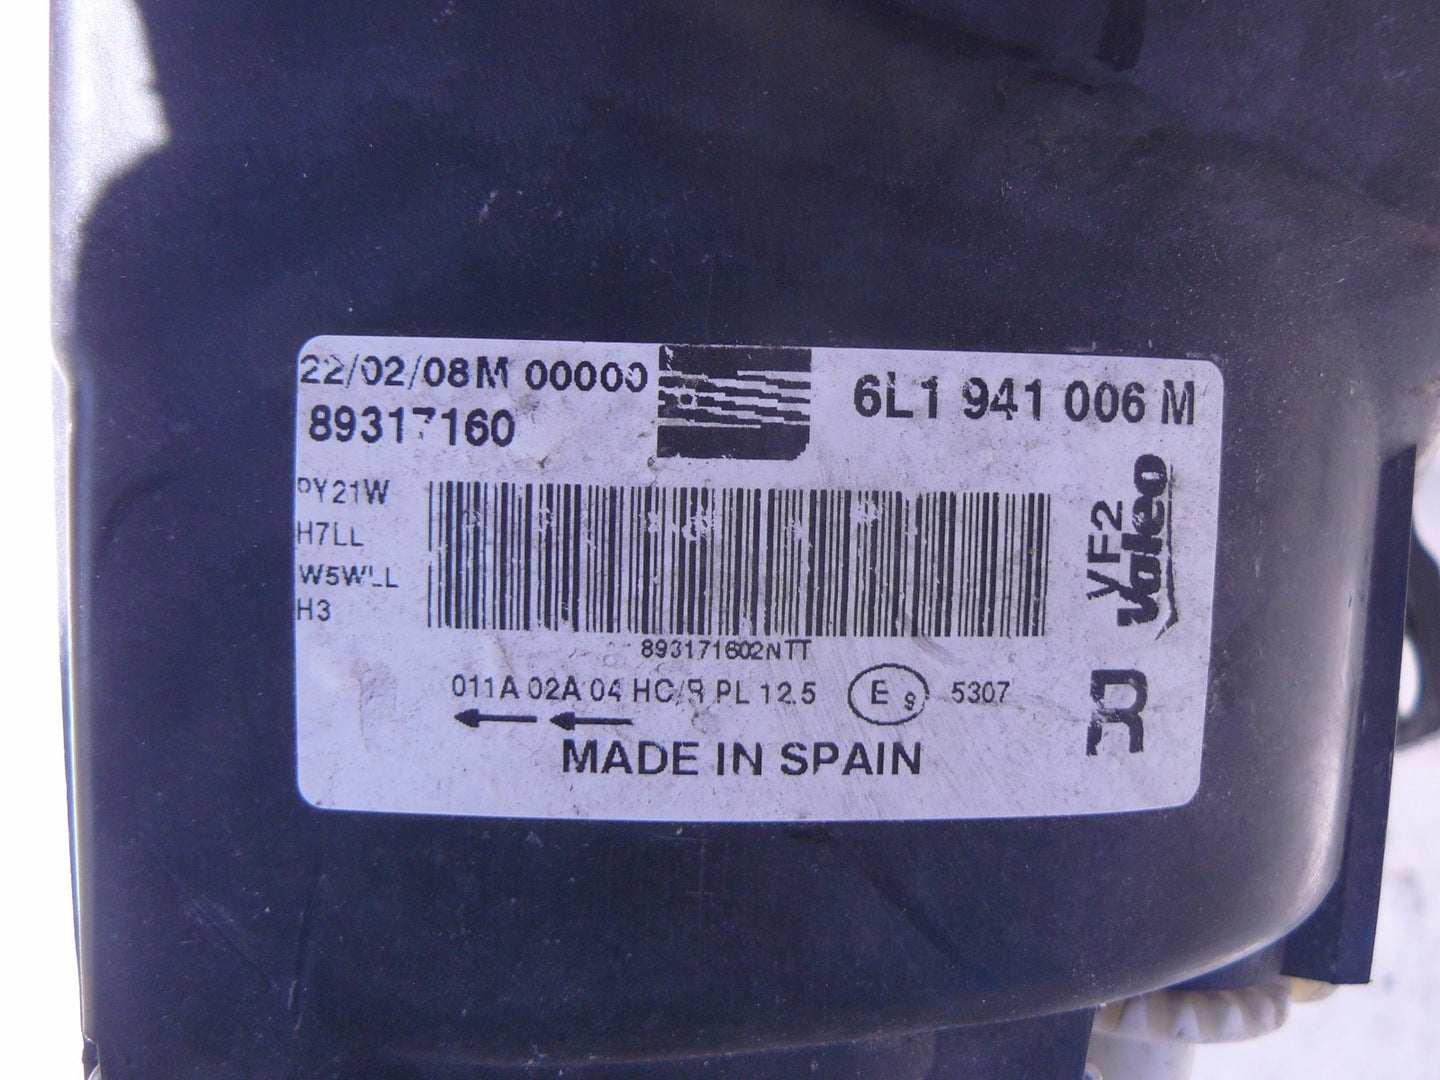 22/02/08M 00000
89317160
6L1 941 006 M
PY21W
H7LL
W5WLL
H3
893171602NTT
VF2
Valeo
011A 02A 04 HC/R PL 12.5 E9 5307
MADE IN SPAIN